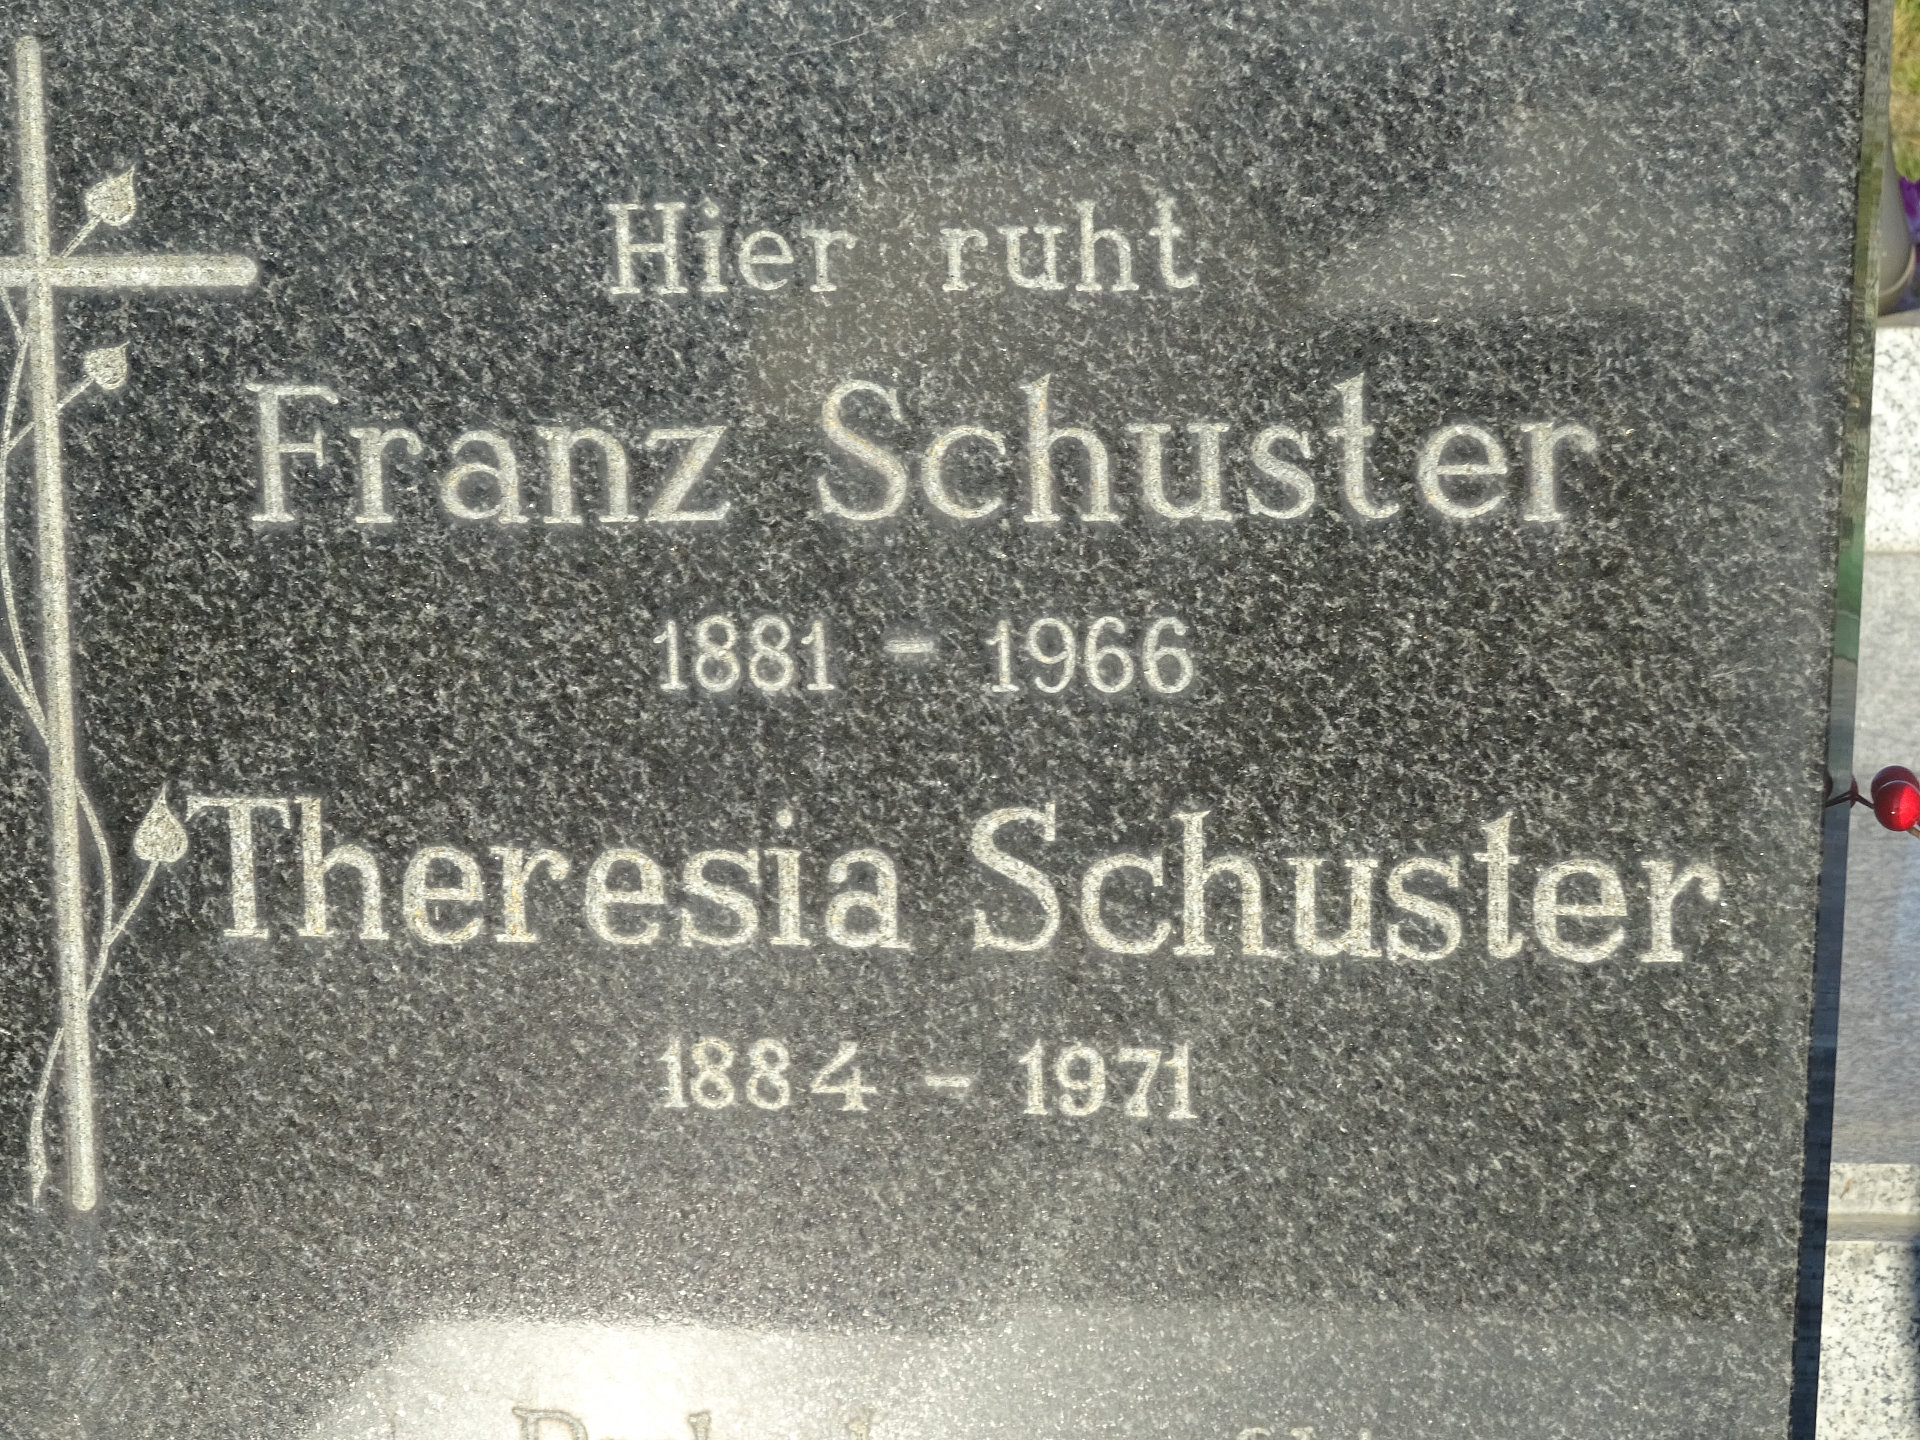 Hier ruht
Franz Schuster
1881 - 1966
Theresia Schuster
1884 - 1971